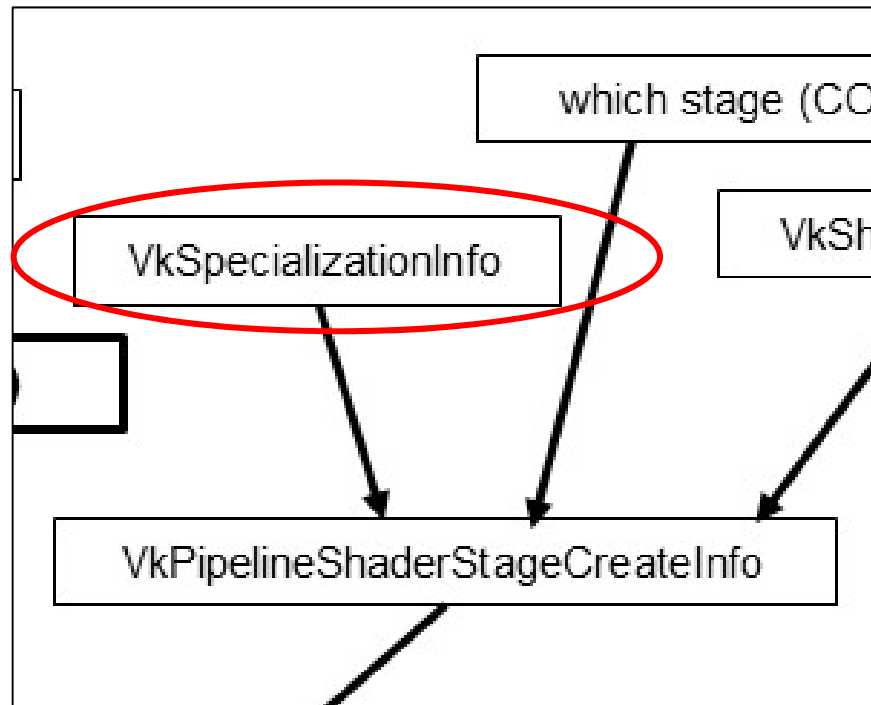 which stage (CO
VkSh
VkSpecializationInfo
VkPipelineShaderStageCreateInfo